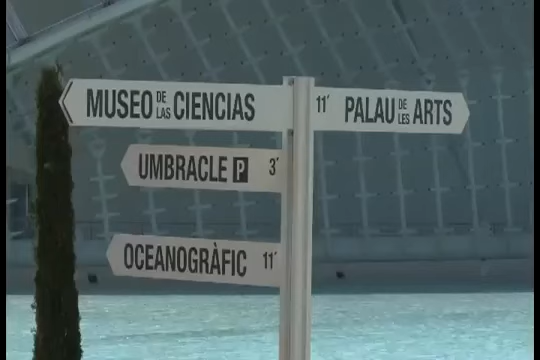 MUSEO DE LAS CIENCIAS
11' PALAU DE LES ARTS
UMBRACLE P 3'
OCEANOGRÀFIC 11'